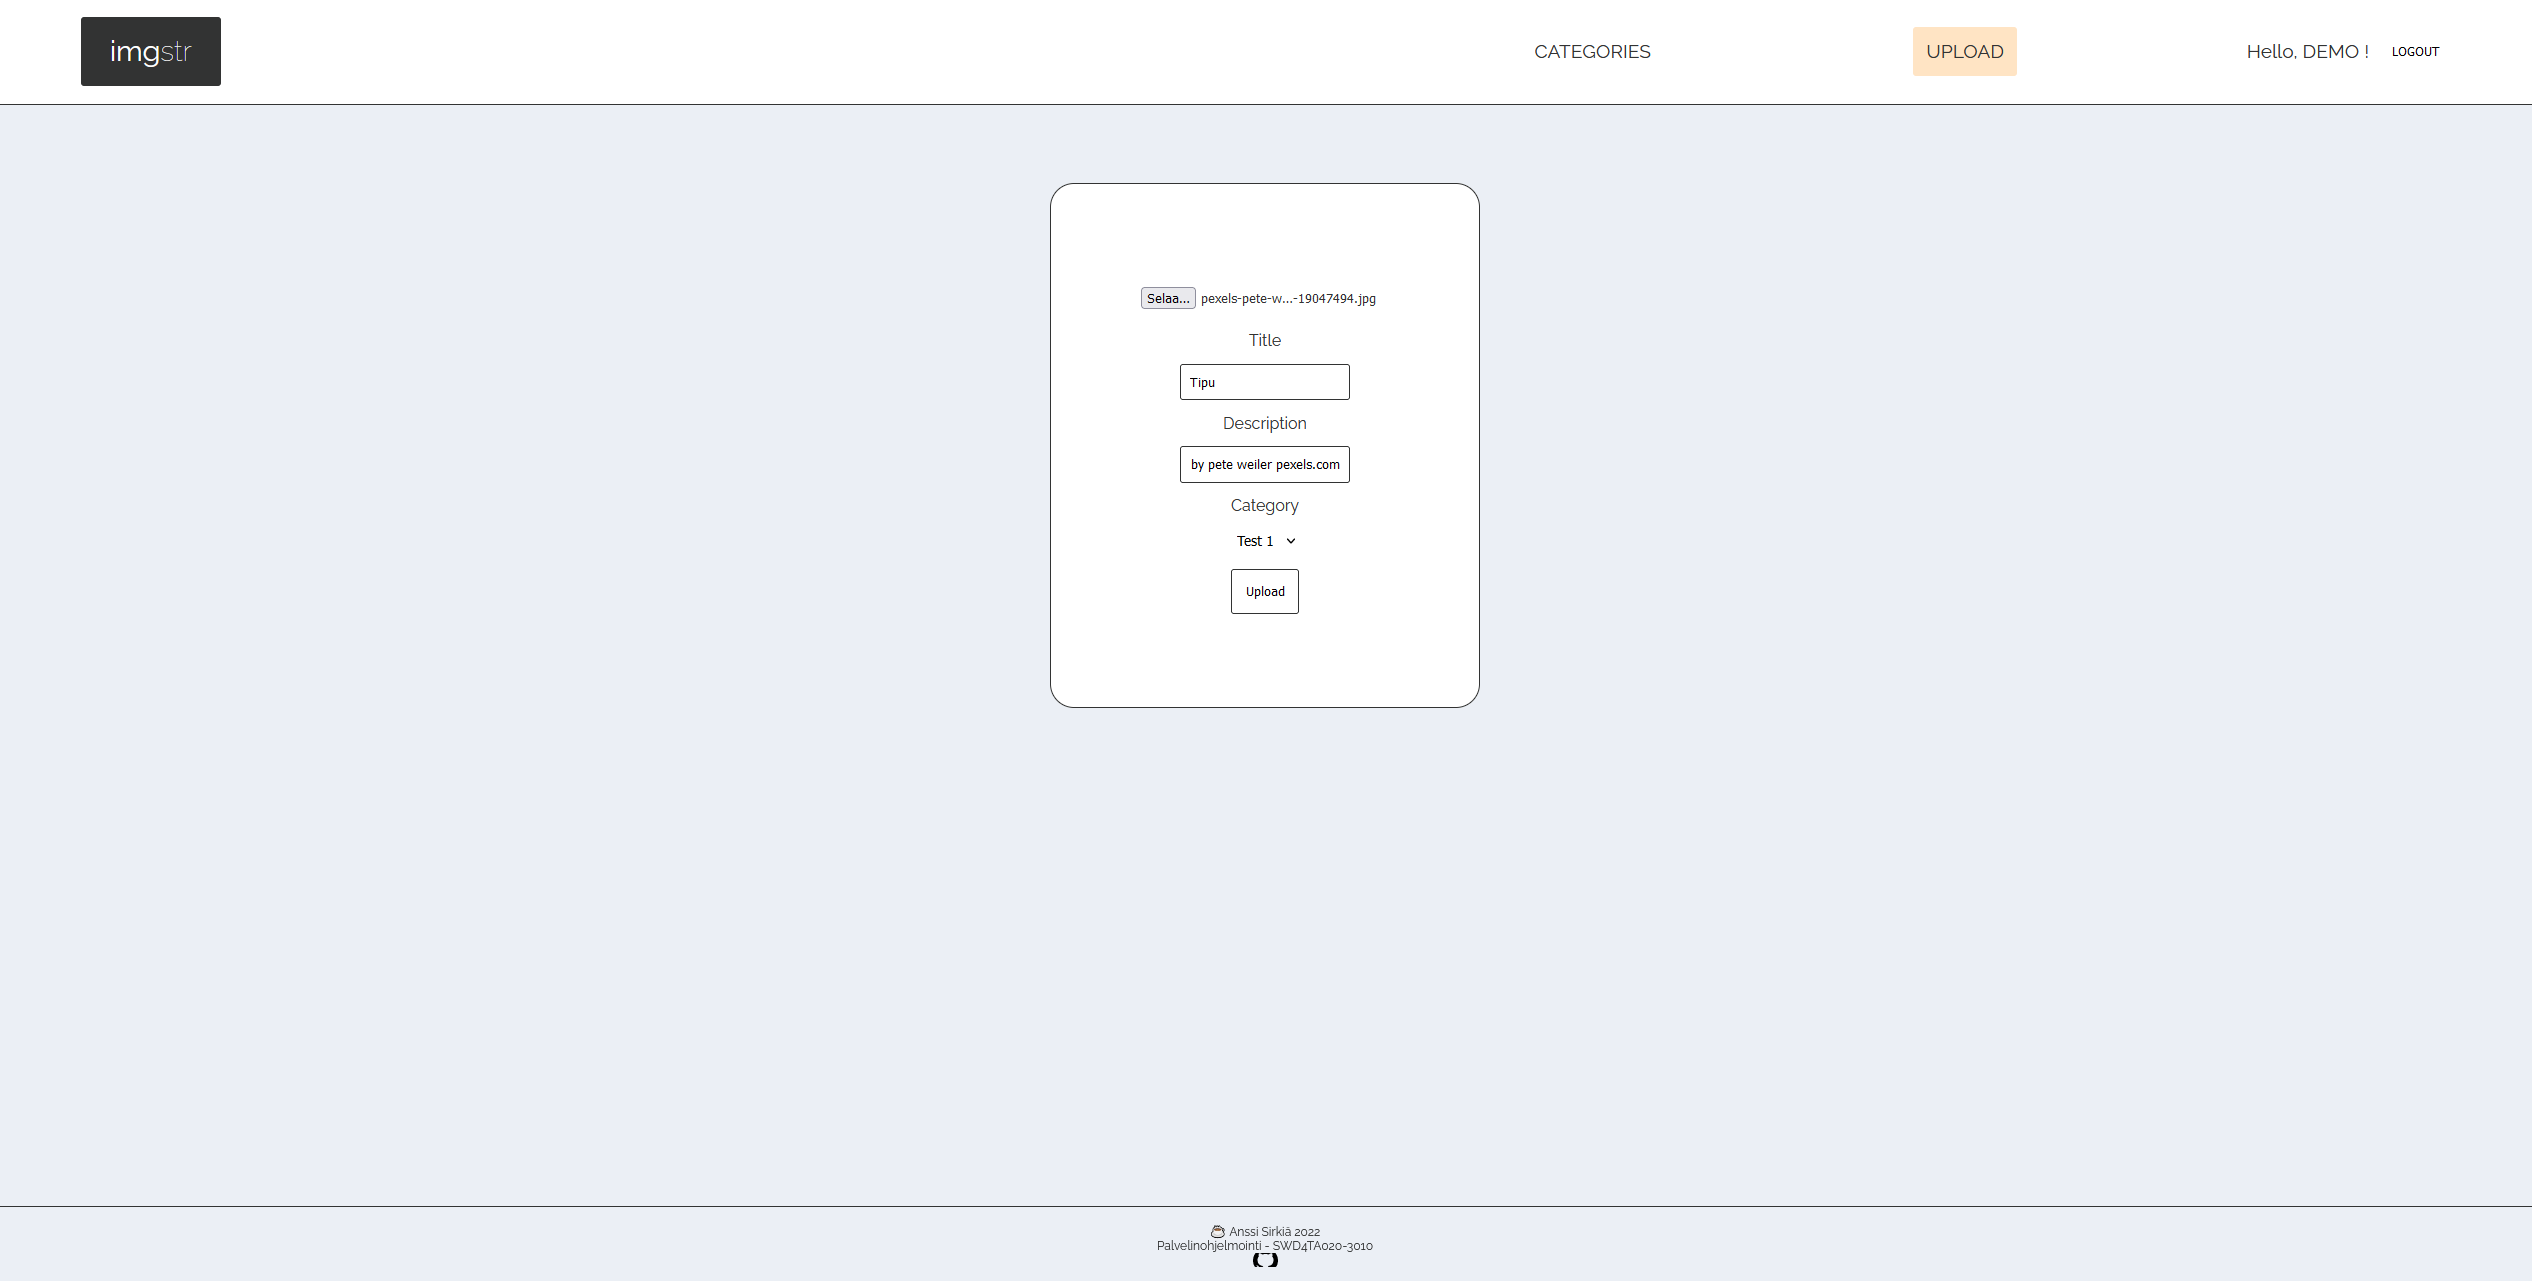 imgstr
CATEGORIES
UPLOAD
Hello, DEMO !
LOGOUT
Selaa... pexels-pete-w...-19047494.jpg
Title
Tipu
Description
by pete weiler pexels.com
Category
Test 1
Upload
Anssi Sirkiä 2022
Palvelinohjelmointi - SWD4TA020-3010